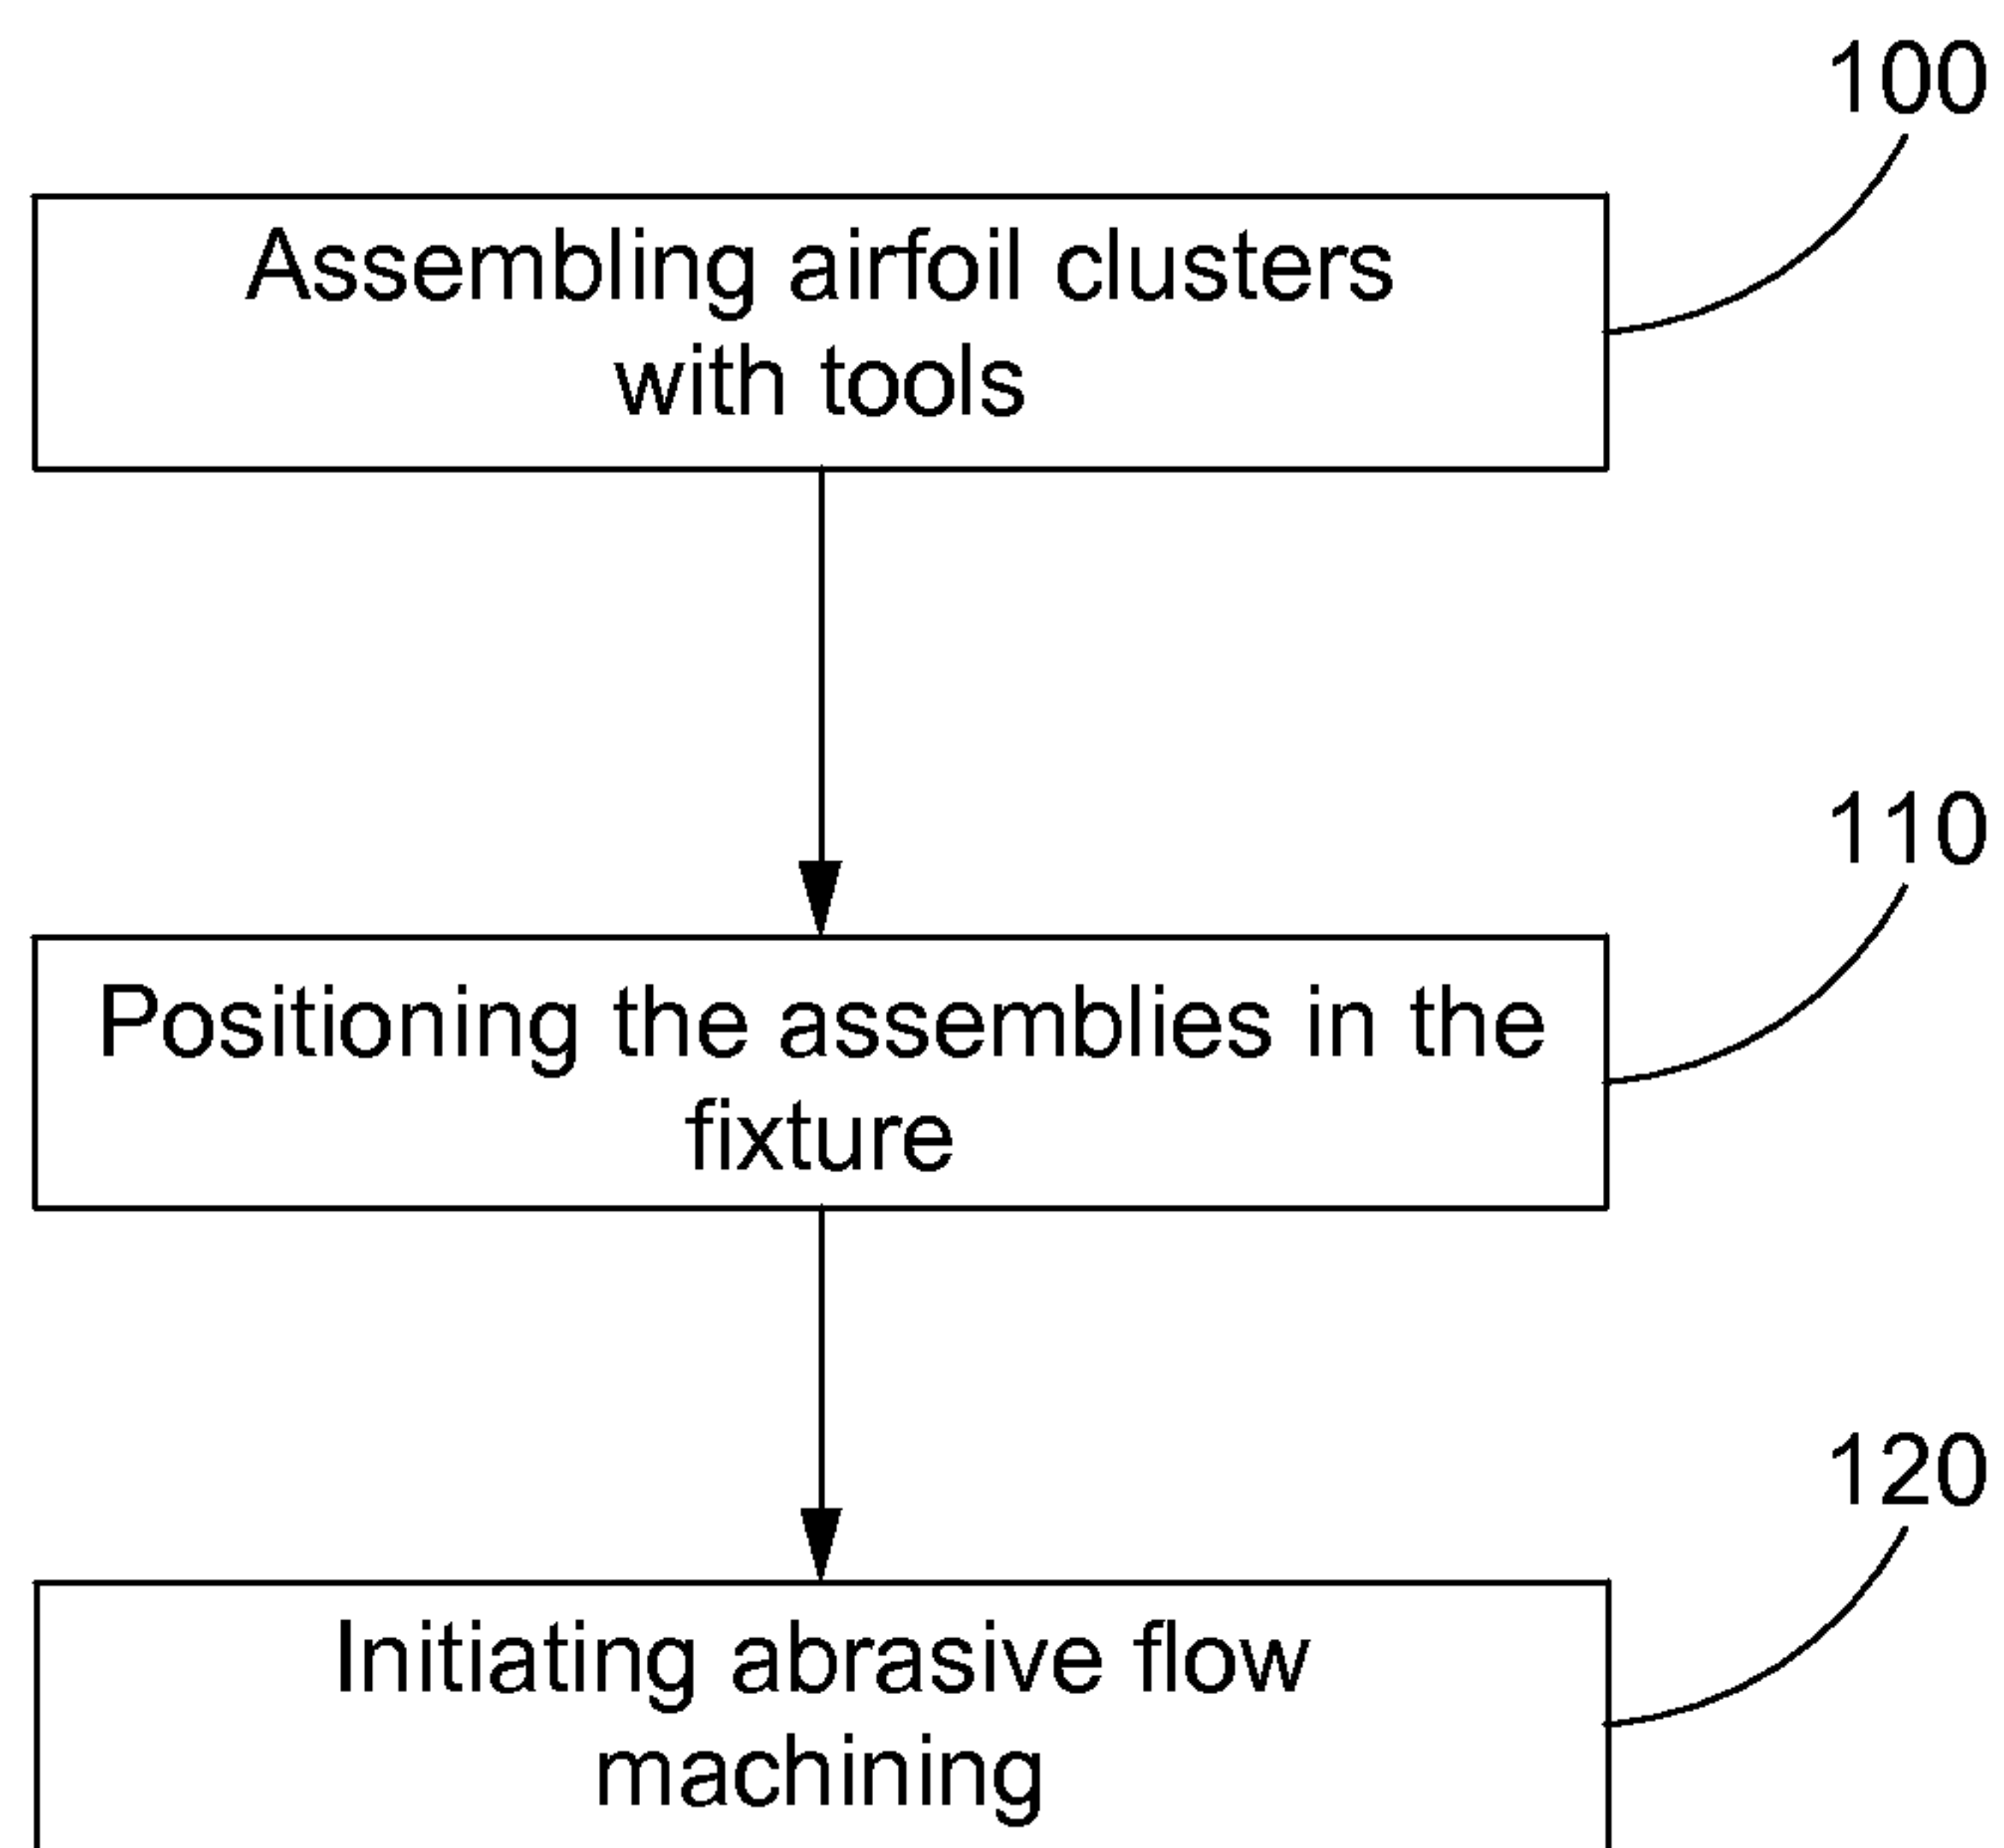 100
Assembling airfoil clusters
with tools
110
Positioning the assemblies in the
fixture
120
Initiating abrasive flow
machining